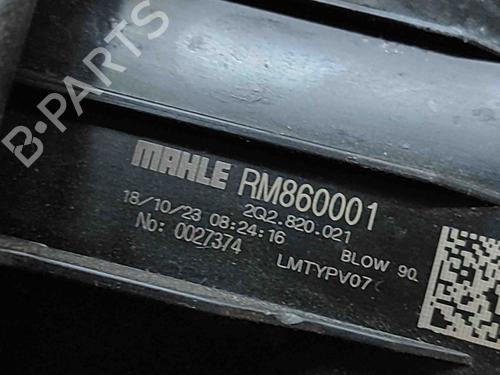 B-PARTS
MAHLE RM860001
2Q2.820.021
18/10/23 08:24:16
BLOW 90
No: 0027374
LMTYPV07